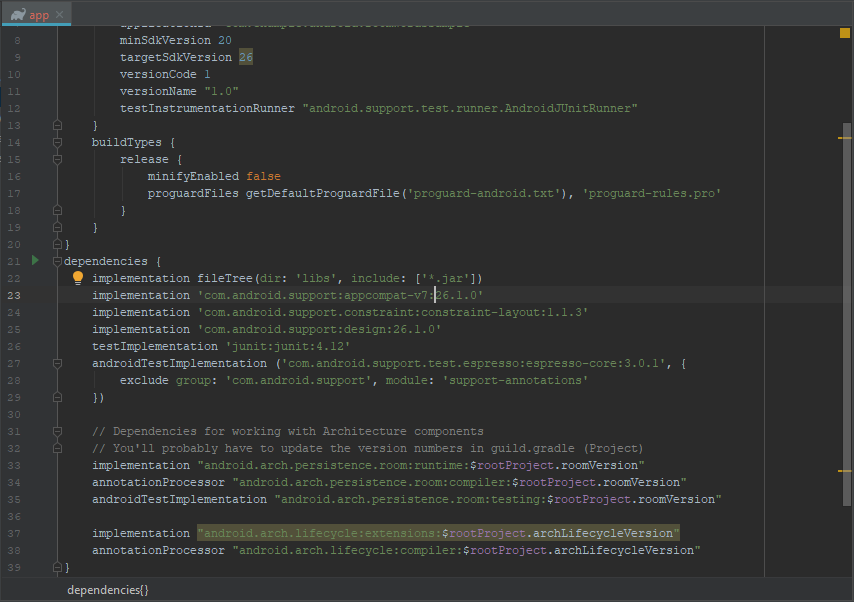 app
8 minSdkVersion 20
9 targetSdkVersion 26
10 versionCode 1
11 versionName "1.0"
12 testInstrumentationRunner "android.support.test.runner.AndroidJUnitRunner"
13 }
14 buildTypes {
15 release {
16 minifyEnabled false
17 proguardFiles getDefaultProguardFile('proguard-android.txt'), 'proguard-rules.pro'
18 }
19 }
20 }
21 dependencies {
22 implementation fileTree(dir: 'libs', include: ['*.jar'])
23 implementation 'com.android.support:appcompat-v7:26.1.0'
24 implementation 'com.android.support.constraint:constraint-layout:1.1.3'
25 implementation 'com.android.support:design:26.1.0'
26 testImplementation 'junit:junit:4.12'
27 androidTestImplementation ('com.android.support.test.espresso:espresso-core:3.0.1', {
28 exclude group: 'com.android.support', module: 'support-annotations'
29 })
30
31 // Dependencies for working with Architecture components
32 // You'll probably have to update the version numbers in guild.gradle (Project)
33 implementation "android.arch.persistence.room:runtime:$rootProject.roomVersion"
34 annotationProcessor "android.arch.persistence.room:compiler:$rootProject.roomVersion"
35 androidTestImplementation "android.arch.persistence.room:testing:$rootProject.roomVersion"
36
37 implementation "android.arch.lifecycle:extensions:$rootProject.archLifecycleVersion"
38 annotationProcessor "android.arch.lifecycle:compiler:$rootProject.archLifecycleVersion"
39 }
dependencies{}